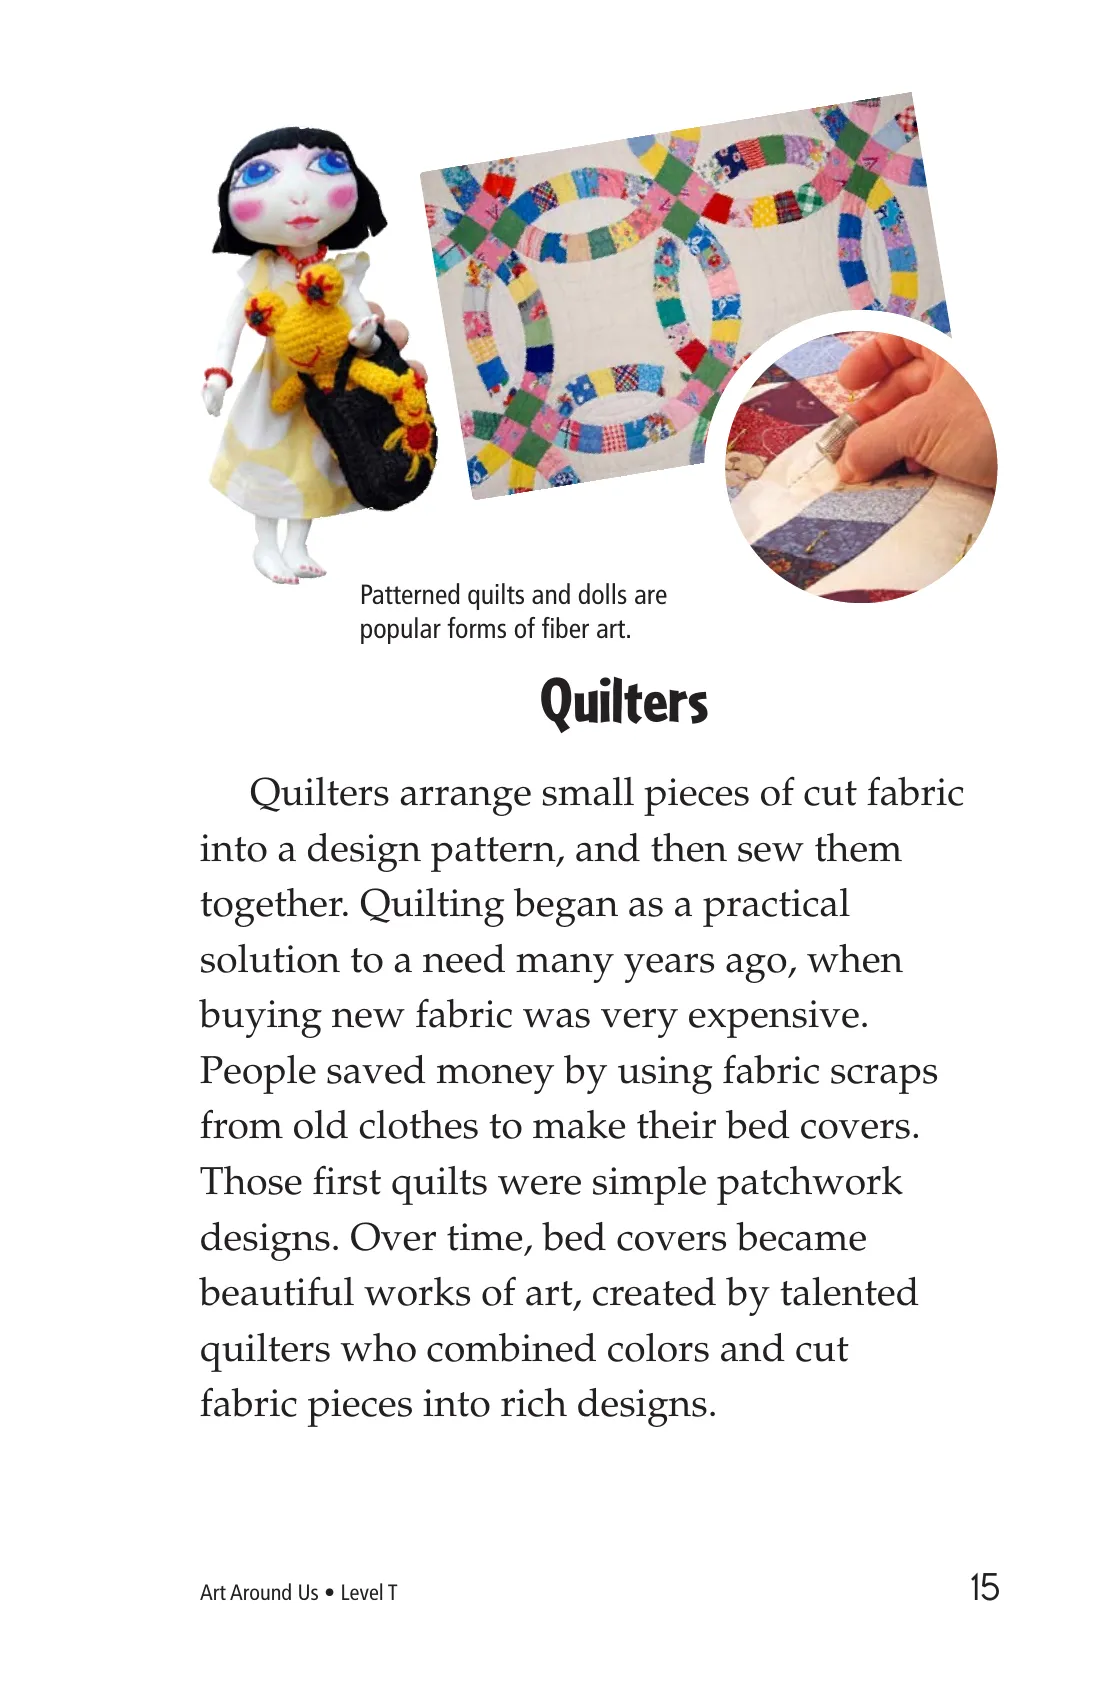 Patterned quilts and dolls are
popular forms of fiber art.
Quilters
Quilters arrange small pieces of cut fabric
into a design pattern, and then sew them
together. Quilting began as a practical
solution to a need many years ago, when
buying new fabric was very expensive.
People saved money by using fabric scraps
from old clothes to make their bed covers.
Those first quilts were simple patchwork
designs. Over time, bed covers became
beautiful works of art, created by talented
quilters who combined colors and cut
fabric pieces into rich designs.
Art Around Us • Level T
15